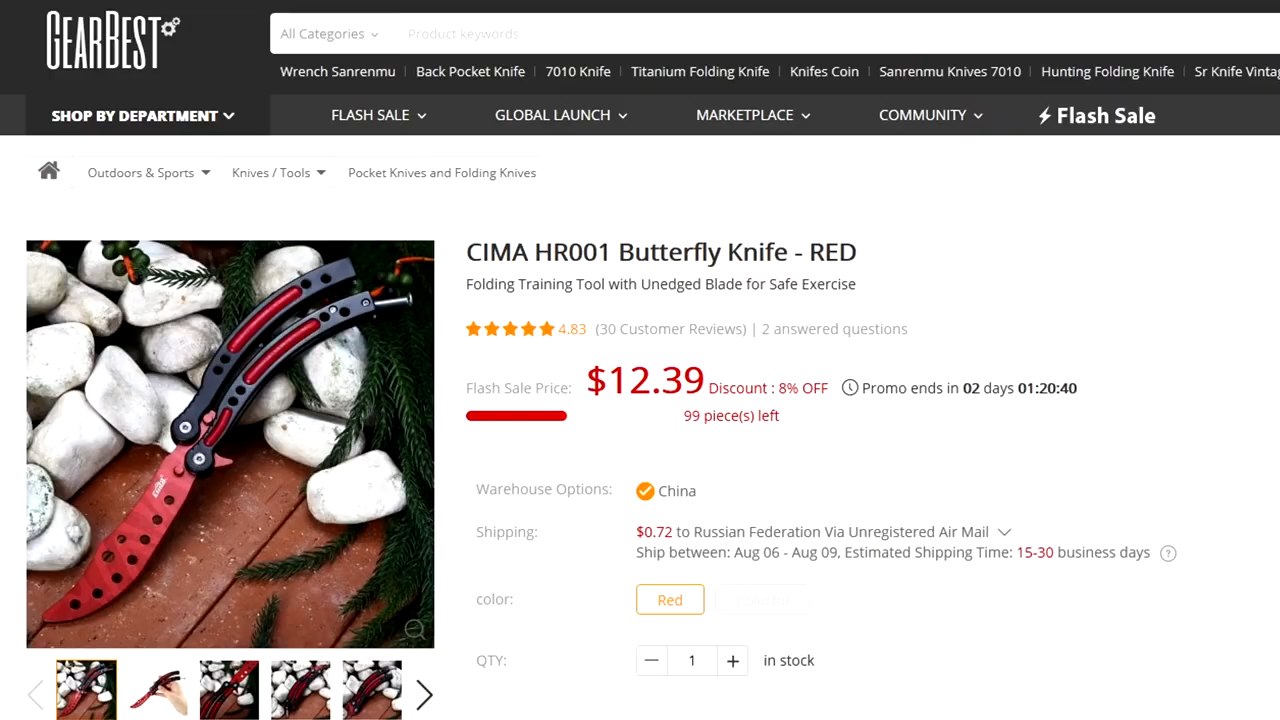 GEARBEST
All Categories
Product keywords
Wrench Sanrenmu
Back Pocket Knife
7010 Knife
Titanium Folding Knife
Knifes Coin
Sanrenmu Knives 7010
Hunting Folding Knife
Sr Knife Vintag
SHOP BY DEPARTMENT
FLASH SALE
GLOBAL LAUNCH
MARKETPLACE
COMMUNITY
Flash Sale
Outdoors & Sports
Knives / Tools
Pocket Knives and Folding Knives
CIMA HR001 Butterfly Knife - RED
Folding Training Tool with Unedged Blade for Safe Exercise
4.83 (30 Customer Reviews) | 2 answered questions
Flash Sale Price: $12.39 Discount : 8% OFF Promo ends in 02 days 01:20:40
99 piece(s) left
Warehouse Options: China
Shipping: $0.72 to Russian Federation Via Unregistered Air Mail
Ship between: Aug 06 - Aug 09, Estimated Shipping Time: 15-30 business days ?
color: Red Colorful
QTY: — 1 + in stock